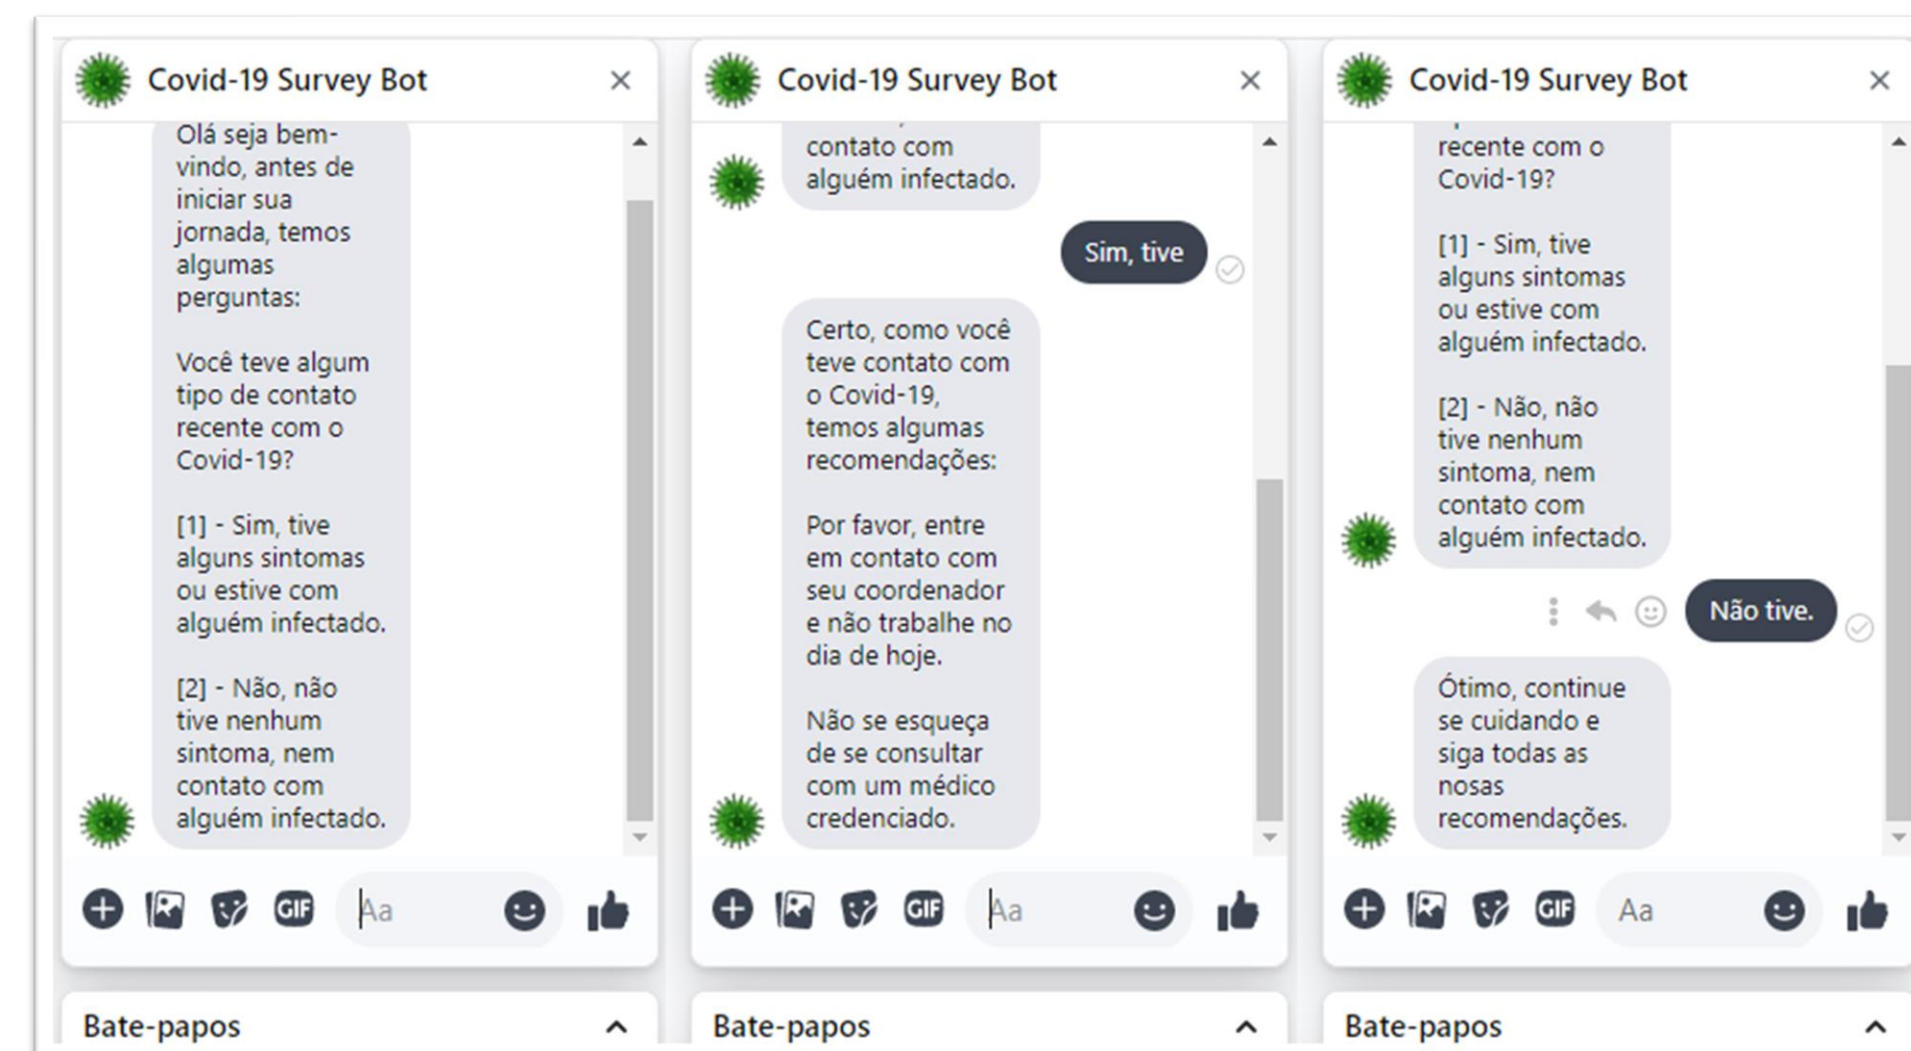 Covid-19 Survey Bot
Olá seja bem-
vindo, antes de
iniciar sua
jornada, temos
algumas
perguntas:
Você teve algum
tipo de contato
recente com o
Covid-19?
[1] - Sim, tive
alguns sintomas
ou estive com
alguém infectado.
[2] - Não, não
tive nenhum
sintoma, nem
contato com
alguém infectado.
GIF
Aa
Bate-papos
Covid-19 Survey Bot
contato com
alguém infectado.
Sim, tive
Certo, como você
teve contato com
o Covid-19,
temos algumas
recomendações:
Por favor, entre
em contato com
seu coordenador
e não trabalhe no
dia de hoje.
Não se esqueça
de se consultar
com um médico
credenciado.
GIF
Aa
Bate-papos
Covid-19 Survey Bot
recente com o
Covid-19?
[1] - Sim, tive
alguns sintomas
ou estive com
alguém infectado.
[2] - Não, não
tive nenhum
sintoma, nem
contato com
alguém infectado.
Não tive.
Ótimo, continue
se cuidando e
siga todas as
nosas
recomendações.
GIF
Aa
Bate-papos